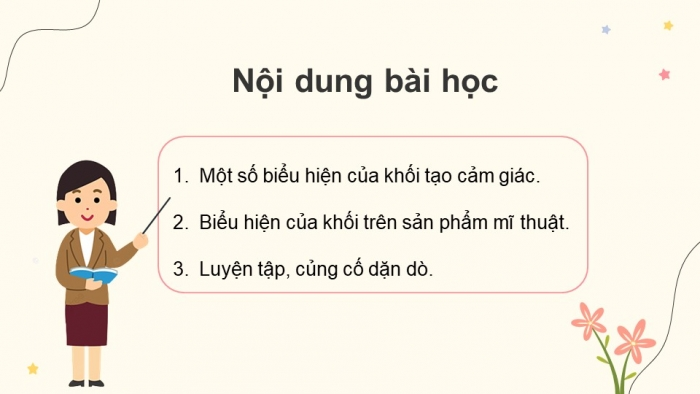 Nội dung bài học
1. Một số biểu hiện của khối tạo cảm giác.
2. Biểu hiện của khối trên sản phẩm mĩ thuật.
3. Luyện tập, củng cố dặn dò.